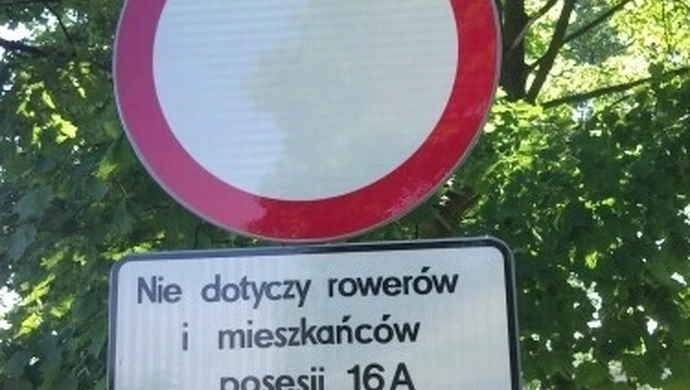 Nie dotyczy rowerów
i mieszkańców
posesji 16A